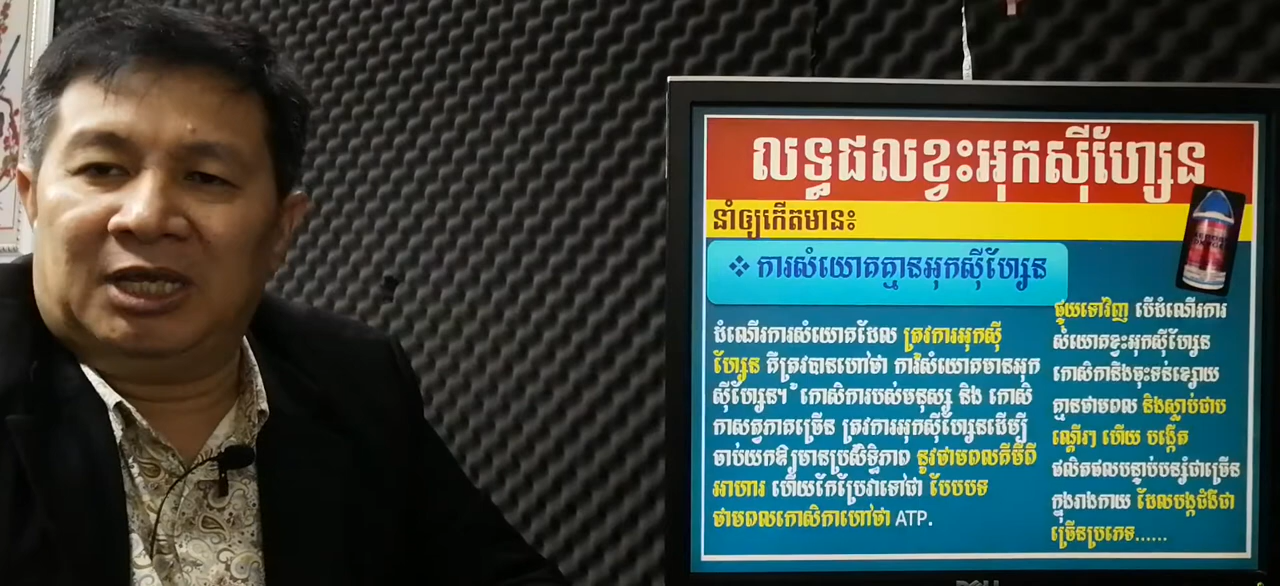 លទ្ធផលខ្វះអុកស៊ីហ្សែន
នាំឲ្យកើតមាន៖
❖ ការសំយោគគ្មានអុកស៊ីហ្សែន
ដំណើរការសំយោគដែល ត្រូវការអុកស៊ី
ហ្សែន គឺត្រូវបានហៅថា ការសំយោគមានអុក
ស៊ីហ្សែន។ កោសិការបស់មនុស្ស និង កោសិ
កាសត្វភាគច្រើន ត្រូវការអុកស៊ីហ្សែនដើម្បី
ចាប់យកឱ្យមានប្រសិទ្ធិភាព នូវថាមពលគីមីពី
អាហារ ហើយកែប្រែវាទៅជា បែបបទ
ថាមពលកោសិកាហៅថា ATP.
ផ្ទុយទៅវិញ បើដំណើរការ
សំយោគខ្វះអុកស៊ីហ្សែន
កោសិកានឹងចុះទន់ខ្សោយ
គ្មានថាមពល និងស្លាប់ជាប
ណ្តើរៗ ហើយ បង្កើត
ផលិតផលបន្ទាប់បន្សំជាច្រើន
ក្នុងរាងកាយ ដែលបង្កជំងឺជា
ច្រើនប្រភេទ......